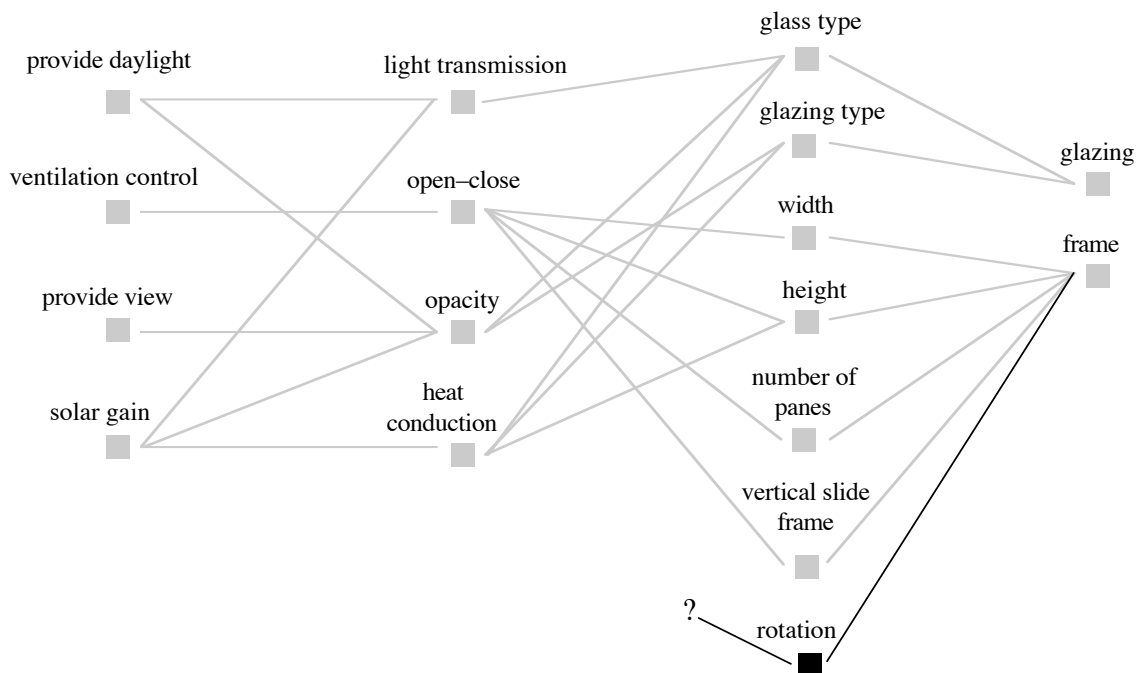 provide daylight
ventilation control
provide view
solar gain
light transmission
open–close
opacity
heat
conduction
glass type
glazing type
width
height
number of
panes
vertical slide
frame
?
rotation
glazing
frame